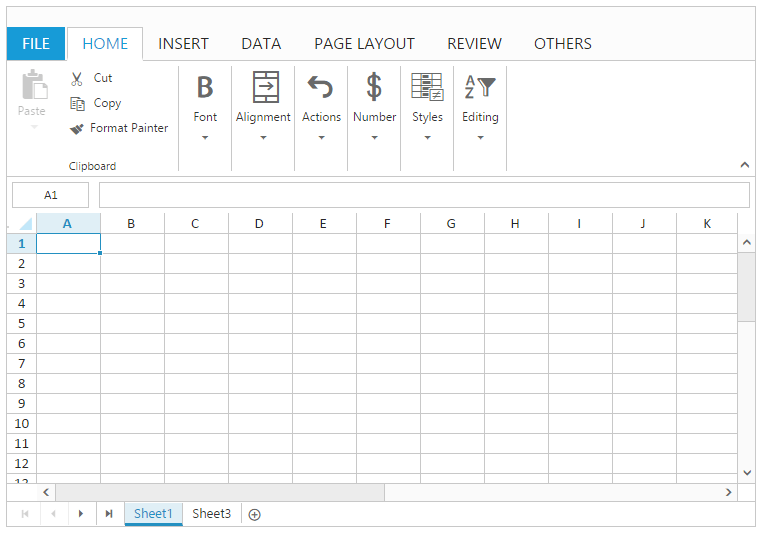 FILE HOME INSERT DATA PAGE LAYOUT REVIEW OTHERS
Paste
Cut
Copy
Format Painter
Clipboard
B
Font
Alignment
Actions
$
Number
Styles
A
Z
Editing
A1
A B C D E F G H I J K
1
2
3
4
5
6
7
8
9
10
11
12
13
Sheet1 Sheet3